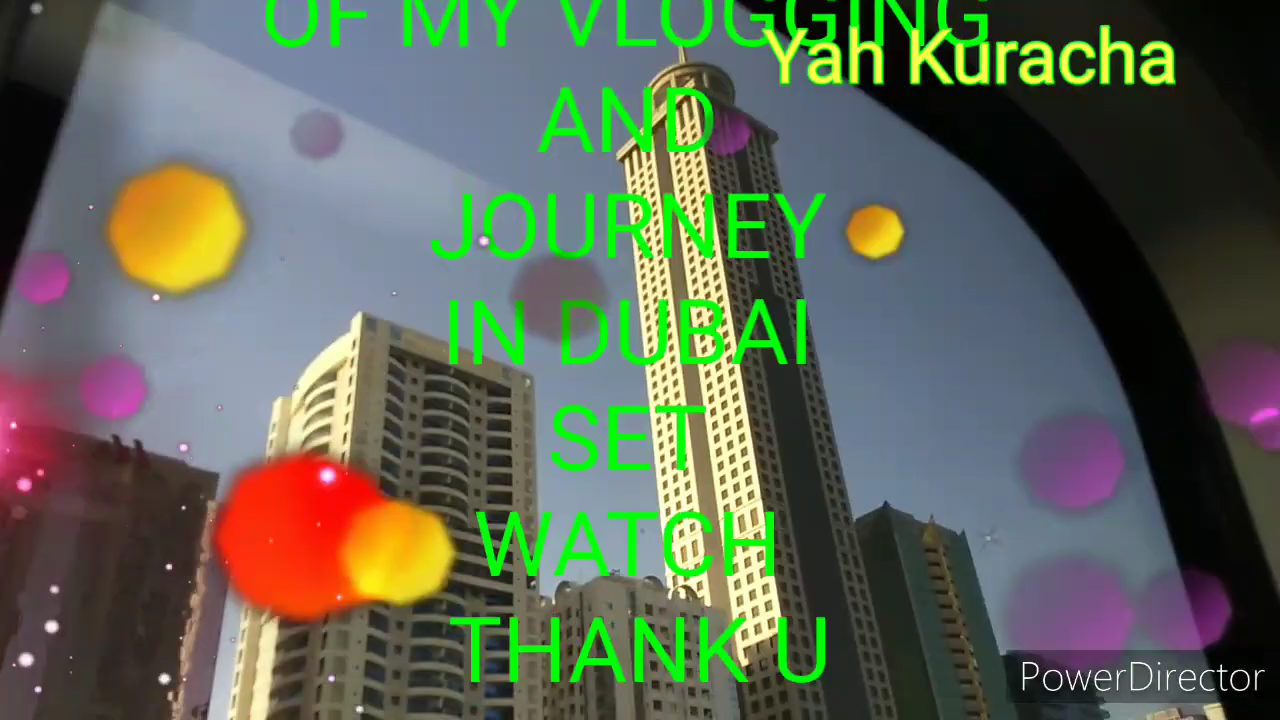 OF MY VLOGGING
Yah Kuracha
AND
JOURNEY
IN DUBAI
SET
WATCH
THANK U
PowerDirector